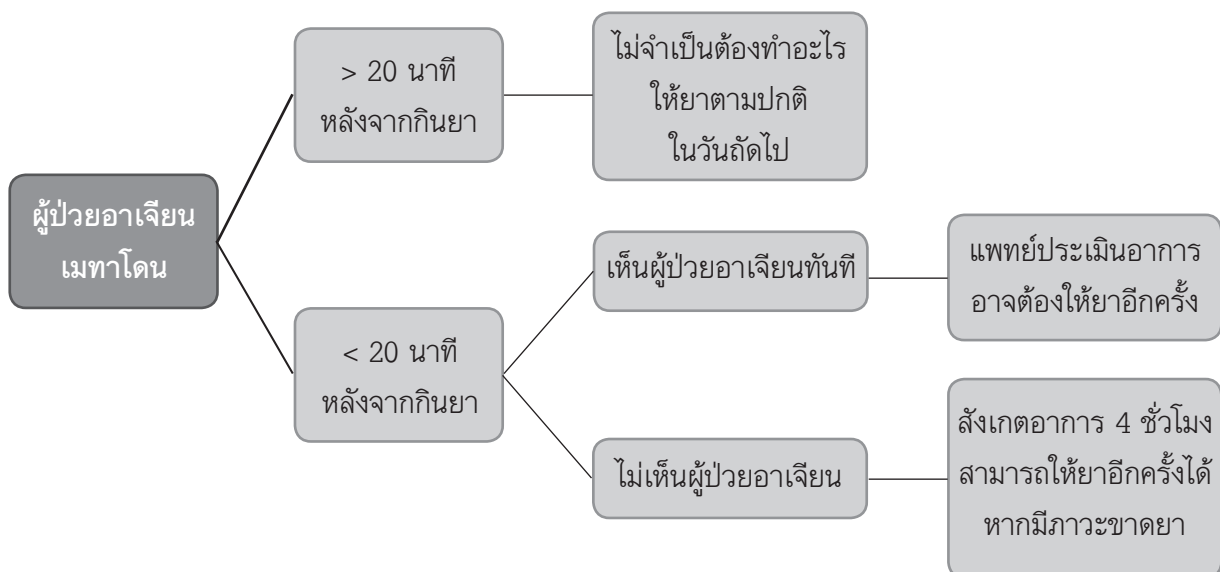 ผู้ป่วยอาเจียน
เมทาโดน
> 20 นาที
หลังจากกินยา
ไม่จำเป็นต้องทำอะไร
ให้ยาตามปกติ
ในวันถัดไป
< 20 นาที
หลังจากกินยา
เห็นผู้ป่วยอาเจียนทันที
แพทย์ประเมินอาการ
อาจต้องให้ยาอีกครั้ง
ไม่เห็นผู้ป่วยอาเจียน
สังเกตอาการ 4 ชั่วโมง
สามารถให้ยาอีกครั้งได้
หากมีภาวะขาดยา